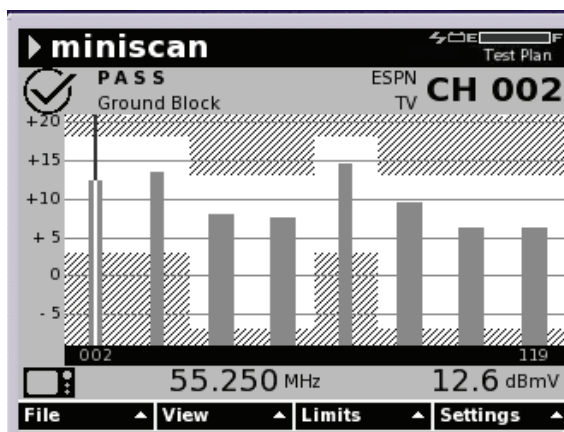 miniscan
E F
Test Plan
PASS
Ground Block
ESPN
TV
CH 002
+20
+15
+10
+ 5
0
- 5
002 119
55.250 MHz 12.6 dBmV
File View Limits Settings